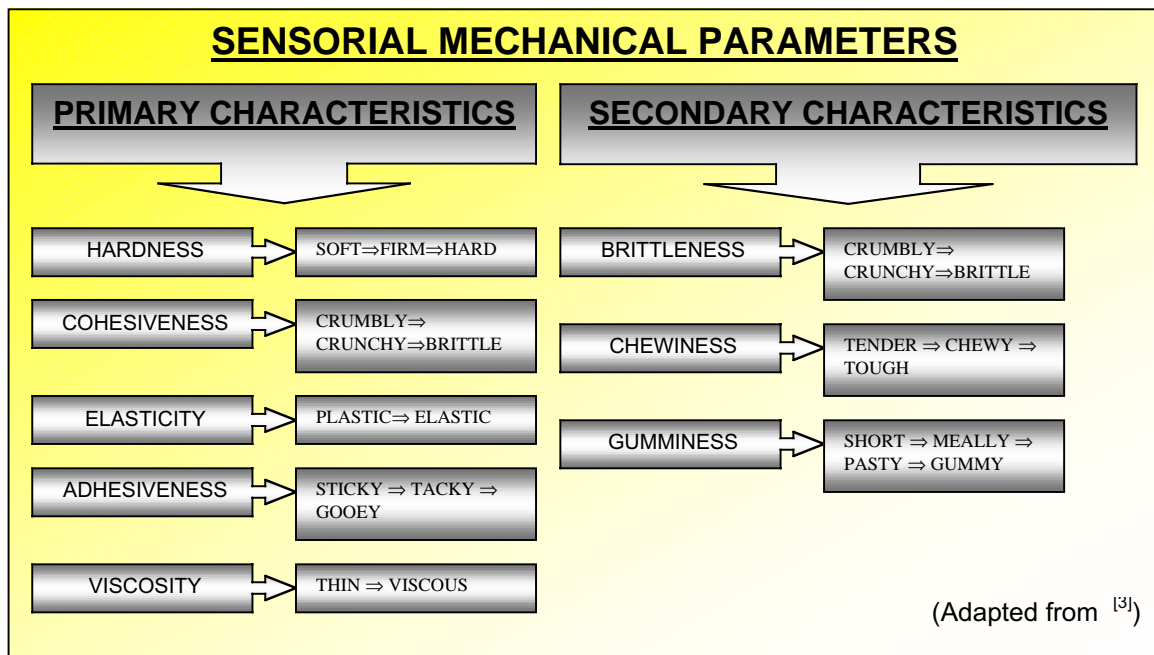 SENSORIAL MECHANICAL PARAMETERS
PRIMARY CHARACTERISTICS
HARDNESS
SOFT⇒FIRM⇒HARD
COHESIVENESS
CRUMBLY⇒
CRUNCHY⇒BRITTLE
ELASTICITY
PLASTIC⇒ ELASTIC
ADHESIVENESS
STICKY ⇒ TACKY ⇒
GOOEY
VISCOSITY
THIN ⇒ VISCOUS
SECONDARY CHARACTERISTICS
BRITTLENESS
CRUMBLY⇒
CRUNCHY⇒BRITTLE
CHEWINESS
TENDER ⇒ CHEWY ⇒
TOUGH
GUMMINESS
SHORT ⇒ MEALLY ⇒
PASTY ⇒ GUMMY
(Adapted from [3])